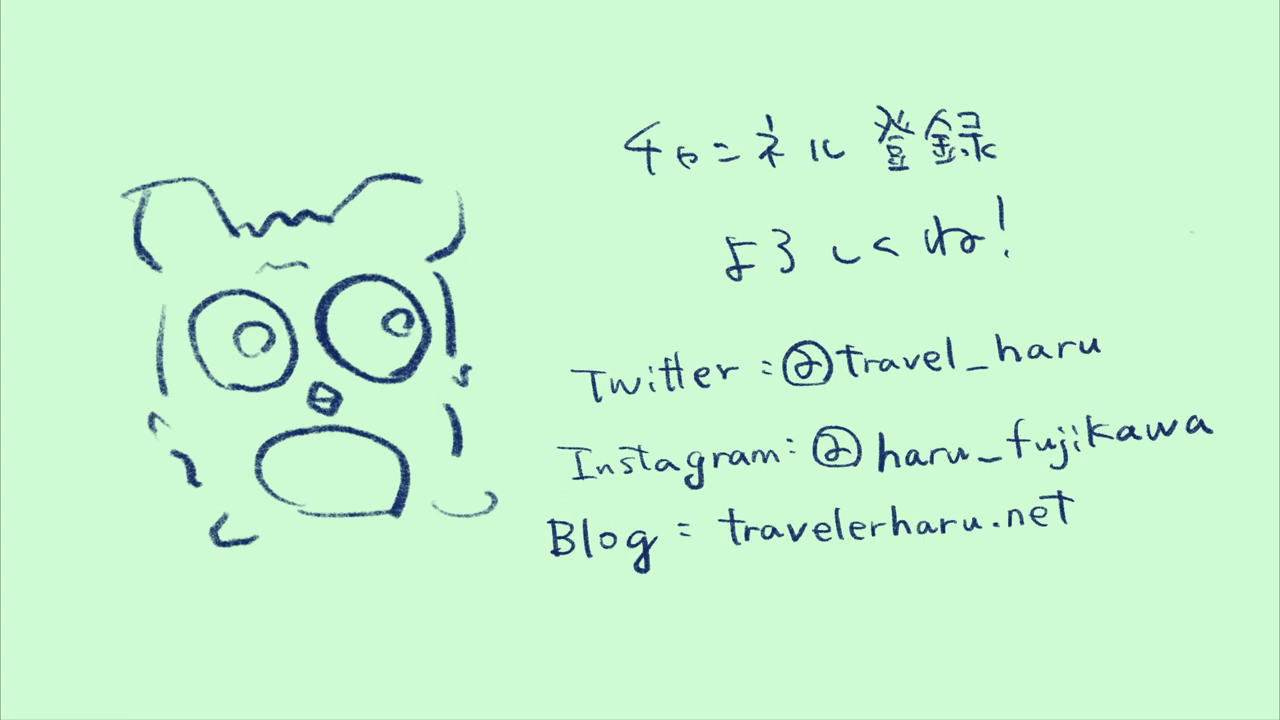 チャンネル登録
よろしくね!
Twitter:@travel_haru
Instagram:@haru_fujikawa
Blog:travelerharu.net